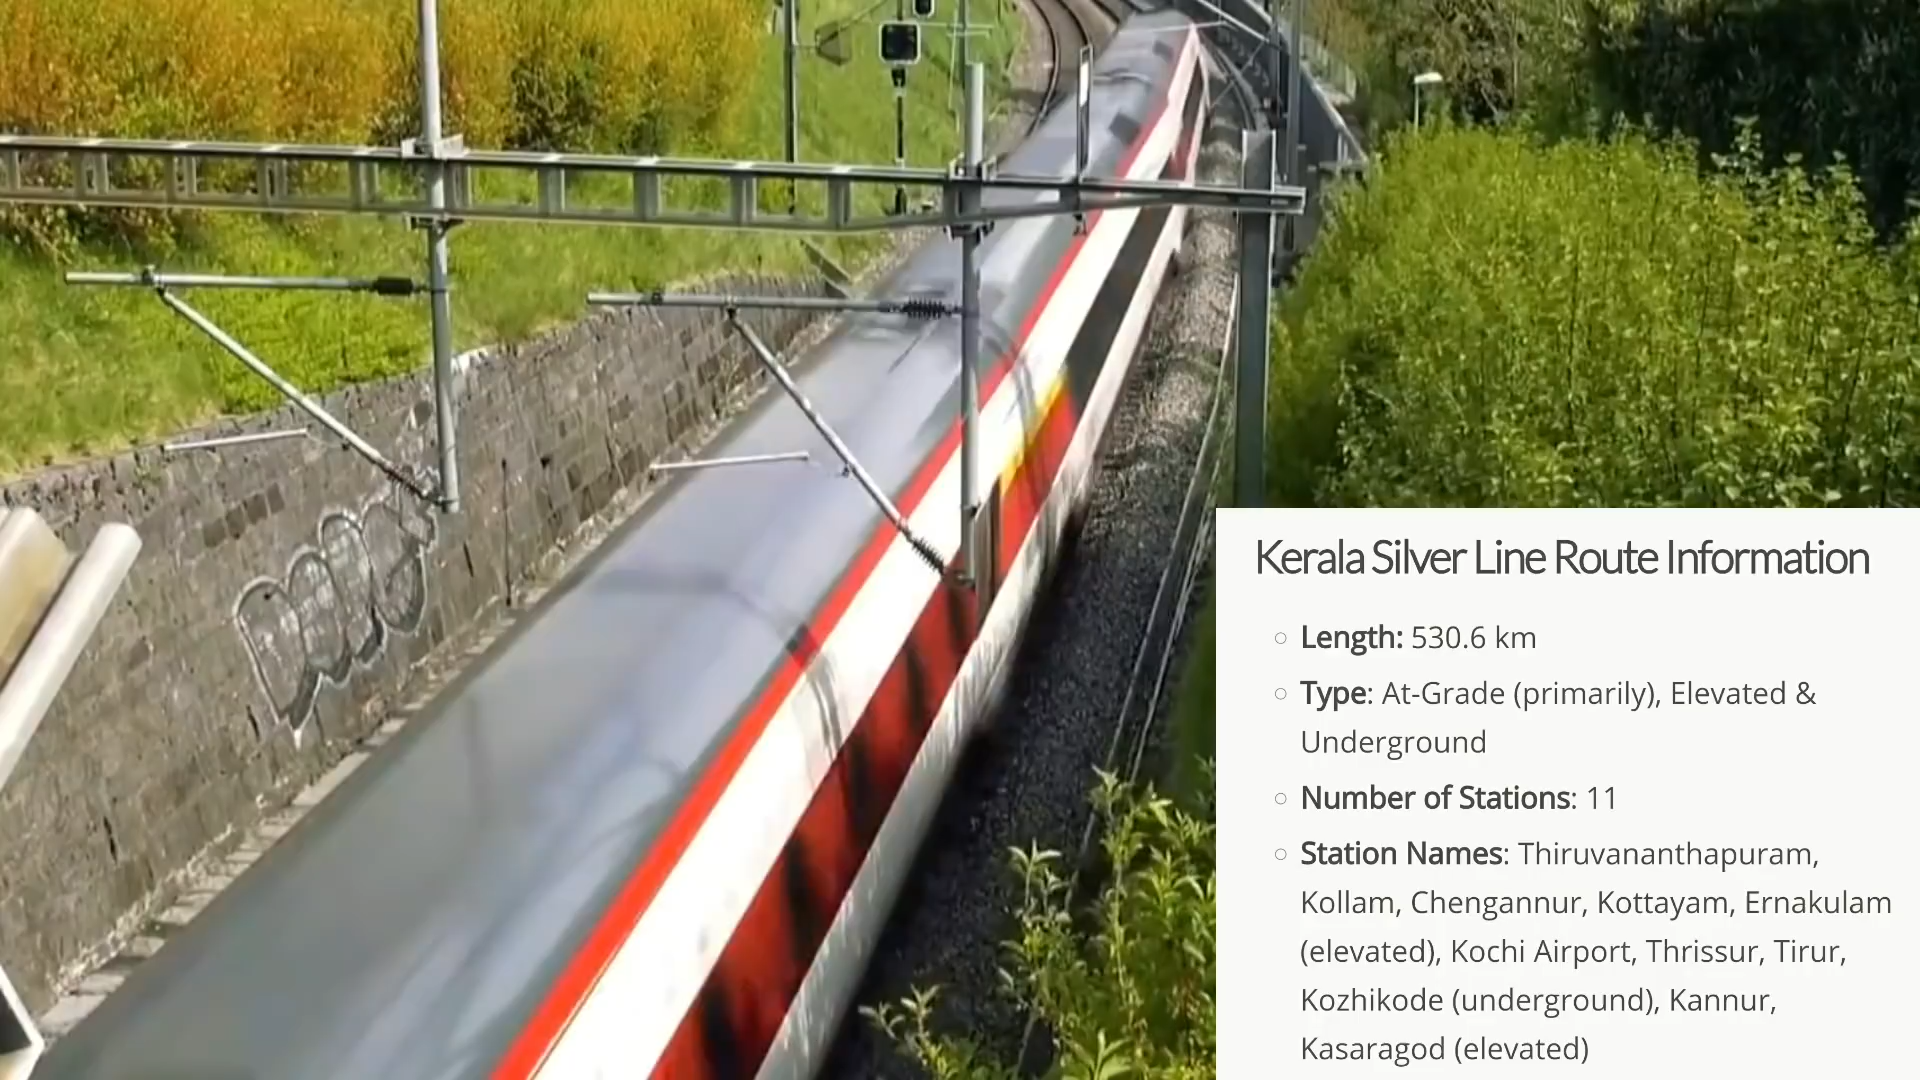 Kerala Silver Line Route Information
Length: 530.6 km
Type: At-Grade (primarily), Elevated &
Underground
Number of Stations: 11
Station Names: Thiruvananthapuram,
Kollam, Chengannur, Kottayam, Ernakulam
(elevated), Kochi Airport, Thrissur, Tirur,
Kozhikode (underground), Kannur,
Kasaragod (elevated)